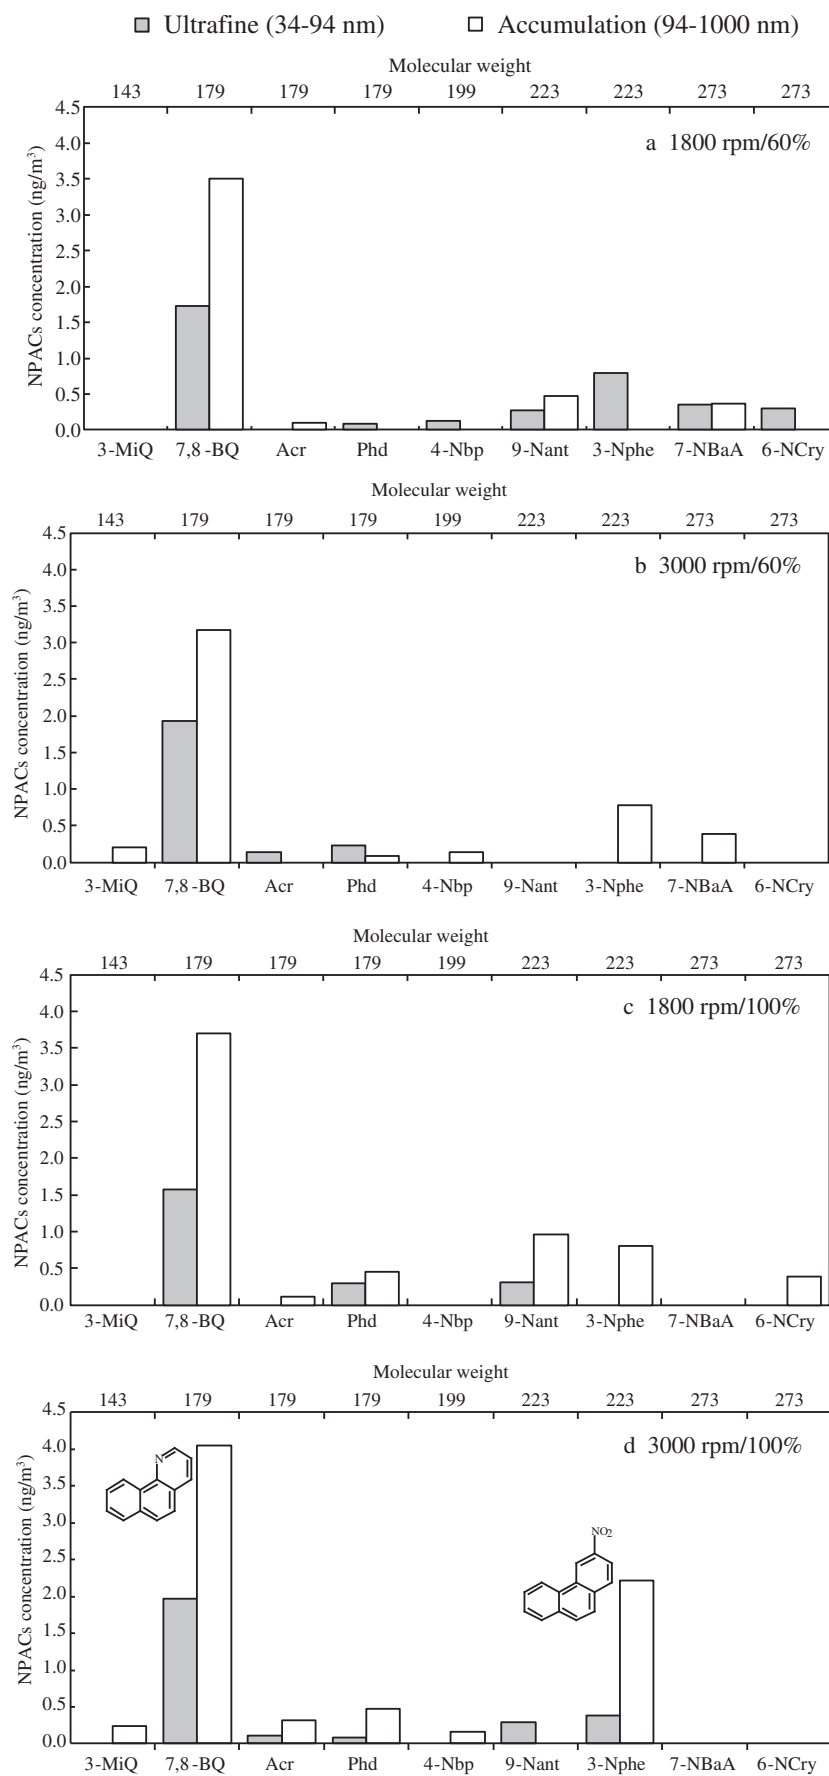 Ultrafine (34-94 nm) Accumulation (94-1000 nm)
Molecular weight
143 179 179 179 199 223 223 273 273
a 1800 rpm/60%
NPACs concentration (ng/m³)
4.5
4.0
3.5
3.0
2.5
2.0
1.5
1.0
0.5
0.0
3-MiQ 7,8-BQ Acr Phd 4-Nbp 9-Nant 3-Nphe 7-NBaA 6-NCry
Molecular weight
143 179 179 179 199 223 223 273 273
b 3000 rpm/60%
NPACs concentration (ng/m³)
4.5
4.0
3.5
3.0
2.5
2.0
1.5
1.0
0.5
0.0
3-MiQ 7,8-BQ Acr Phd 4-Nbp 9-Nant 3-Nphe 7-NBaA 6-NCry
Molecular weight
143 179 179 179 199 223 223 273 273
c 1800 rpm/100%
NPACs concentration (ng/m³)
4.5
4.0
3.5
3.0
2.5
2.0
1.5
1.0
0.5
0.0
3-MiQ 7,8-BQ Acr Phd 4-Nbp 9-Nant 3-Nphe 7-NBaA 6-NCry
Molecular weight
143 179 179 179 199 223 223 273 273
d 3000 rpm/100%
NPACs concentration (ng/m³)
4.5
4.0
3.5
3.0
2.5
2.0
1.5
1.0
0.5
0.0
N
NO₂
3-MiQ 7,8-BQ Acr Phd 4-Nbp 9-Nant 3-Nphe 7-NBaA 6-NCry